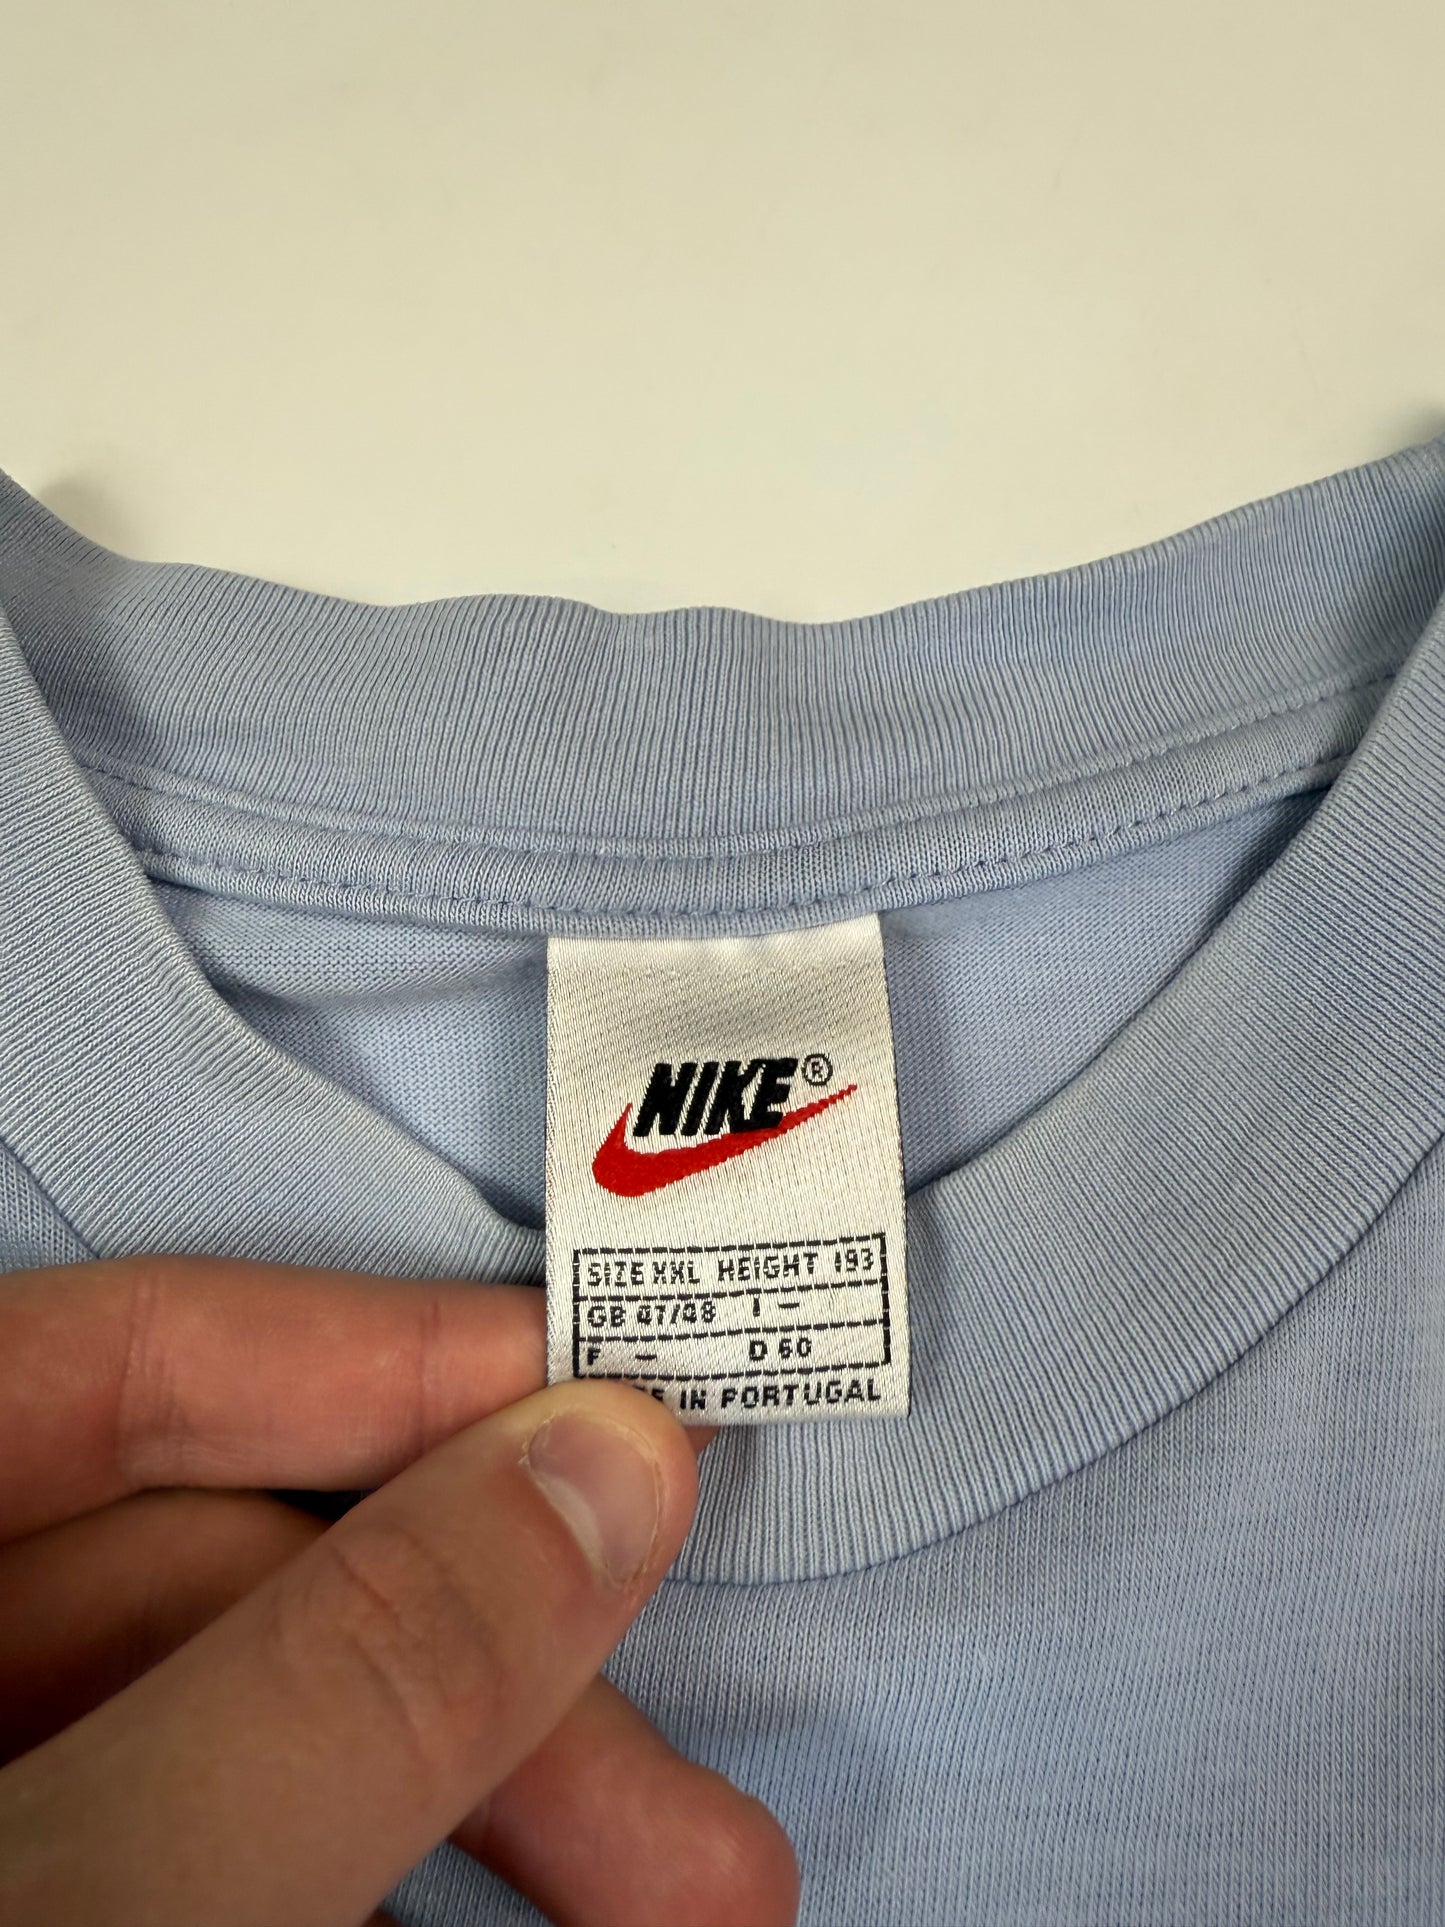 NIKE®
SIZE XXL HEIGHT 193
GB 47/48 I -
F - D 60
IN PORTUGAL